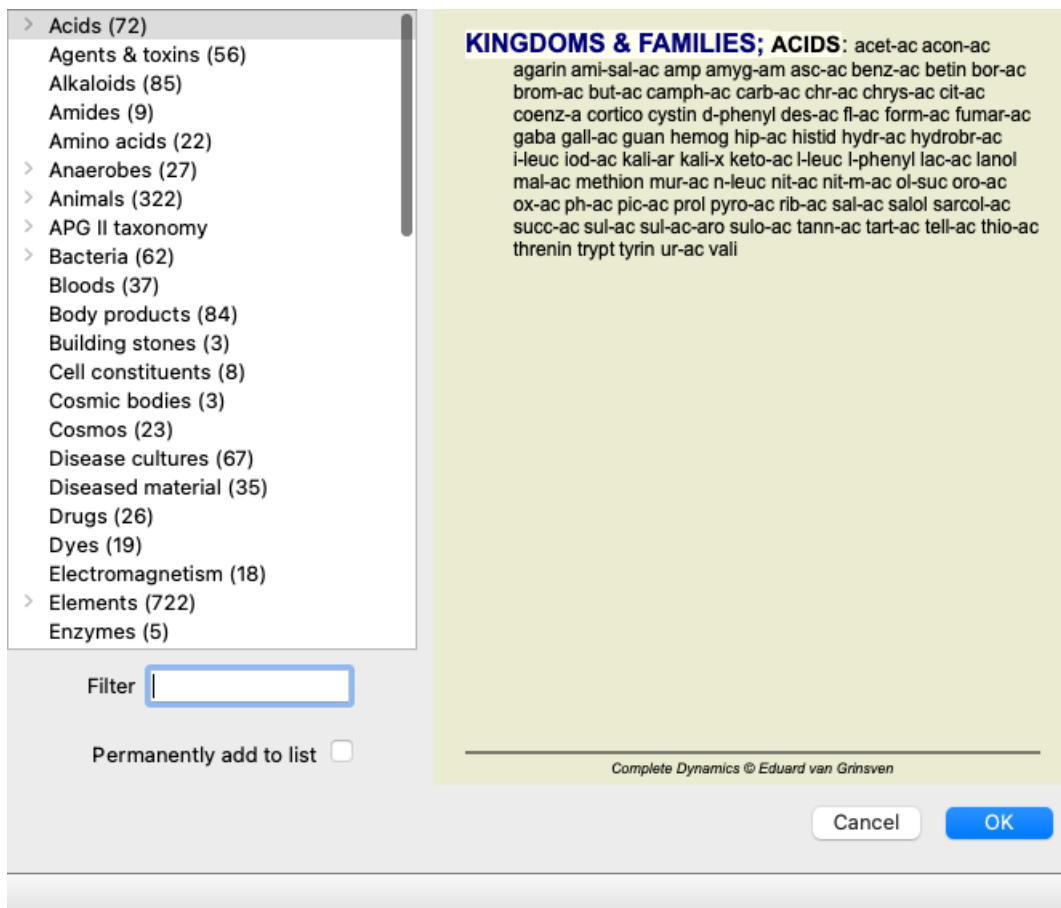 Acids (72)
Agents & toxins (56)
Alkaloids (85)
Amides (9)
Amino acids (22)
Anaerobes (27)
Animals (322)
APG II taxonomy
Bacteria (62)
Bloods (37)
Body products (84)
Building stones (3)
Cell constituents (8)
Cosmic bodies (3)
Cosmos (23)
Disease cultures (67)
Diseased material (35)
Drugs (26)
Dyes (19)
Electromagnetism (18)
Elements (722)
Enzymes (5)
Filter
Permanently add to list
KINGDOMS & FAMILIES; ACIDS: acet-ac acon-ac
agarin ami-sal-ac amp amyg-am asc-ac benz-ac betin bor-ac
brom-ac but-ac camph-ac carb-ac chr-ac chrys-ac cit-ac
coenz-a cortico cystin d-phenyl des-ac fl-ac form-ac fumar-ac
gaba gall-ac guan hemog hip-ac histid hydr-ac hydrobr-ac
i-leuc iod-ac kali-ar kali-x keto-ac l-leuc l-phenyl lac-ac lanol
mal-ac methion mur-ac n-leuc nit-ac nit-m-ac ol-suc oro-ac
ox-ac ph-ac pic-ac prol pyro-ac rib-ac sal-ac salol sarcol-ac
succ-ac sul-ac sul-ac-aro sulo-ac tann-ac tart-ac tell-ac thio-ac
threnin trypt tyrin ur-ac vali
Complete Dynamics © Eduard van Grinsven
Cancel
OK